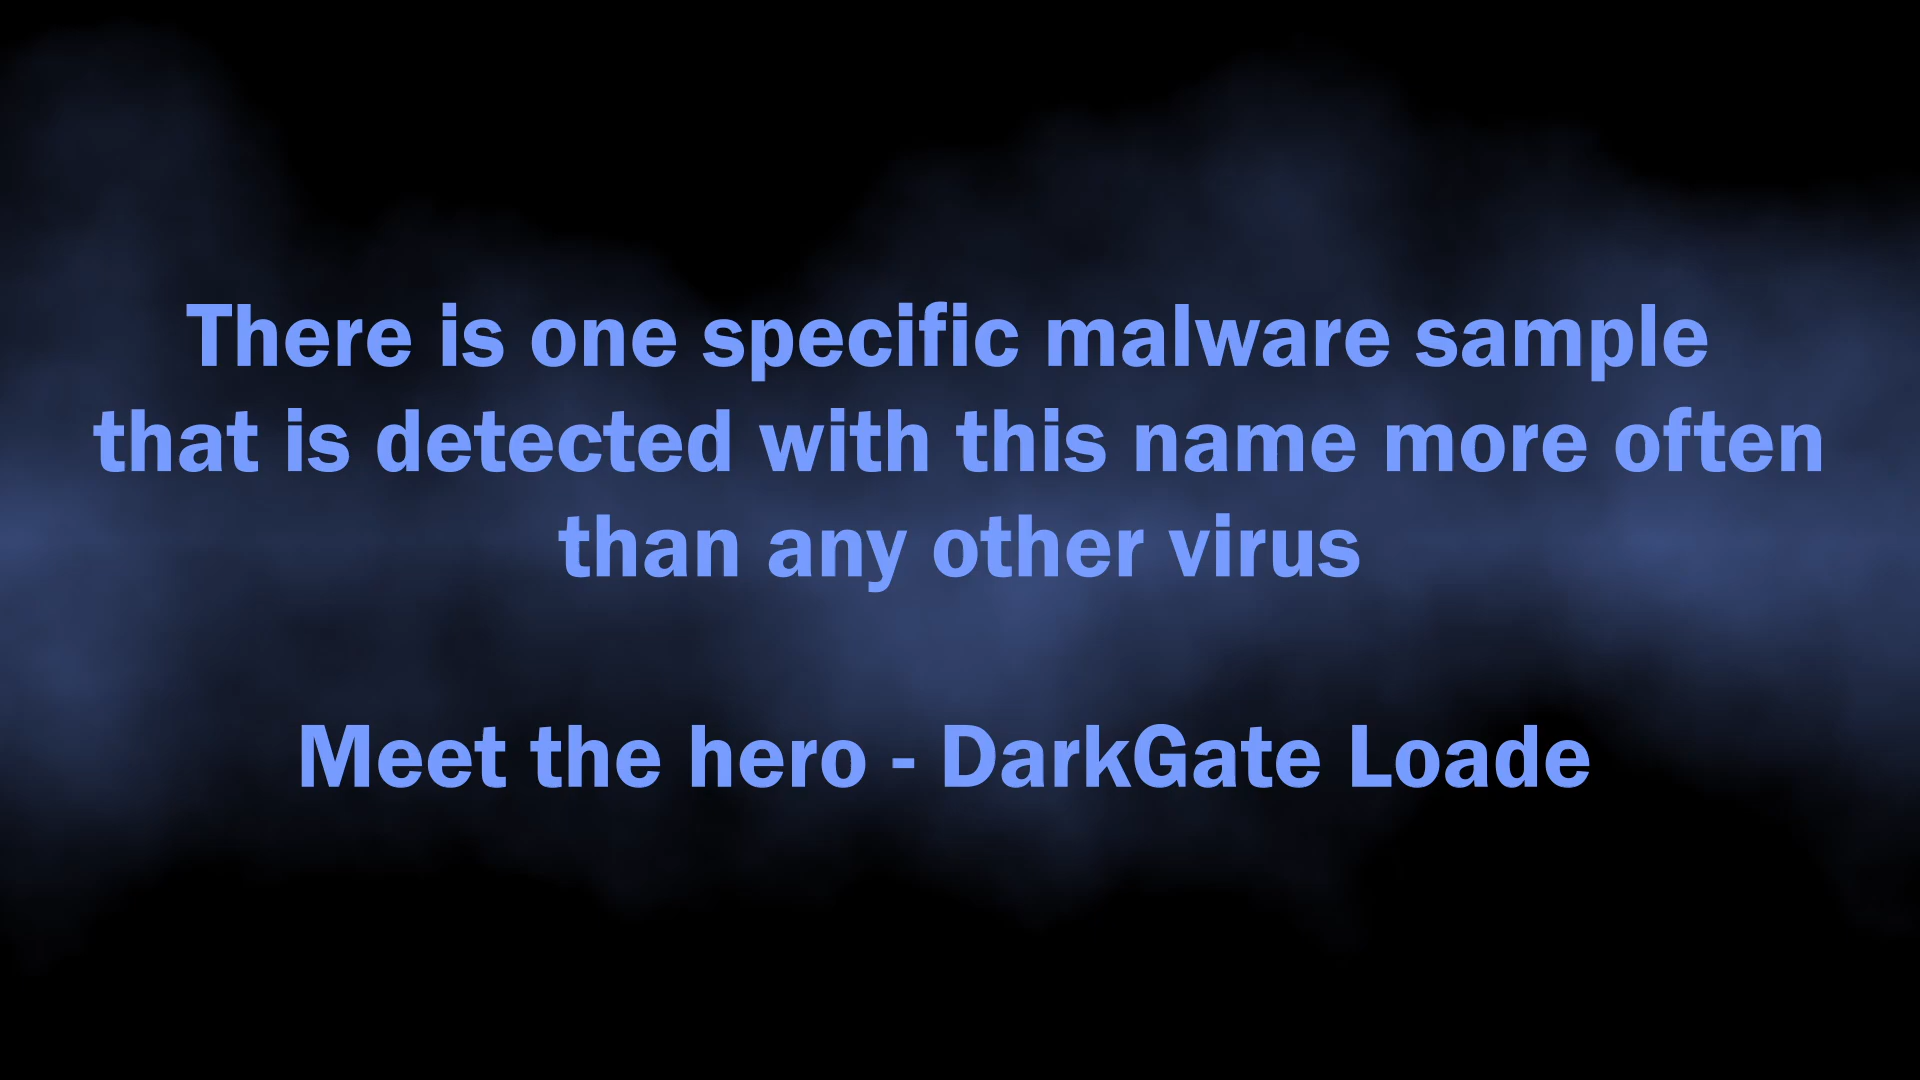 There is one specific malware sample
that is detected with this name more often
than any other virus
Meet the hero - DarkGate Loade